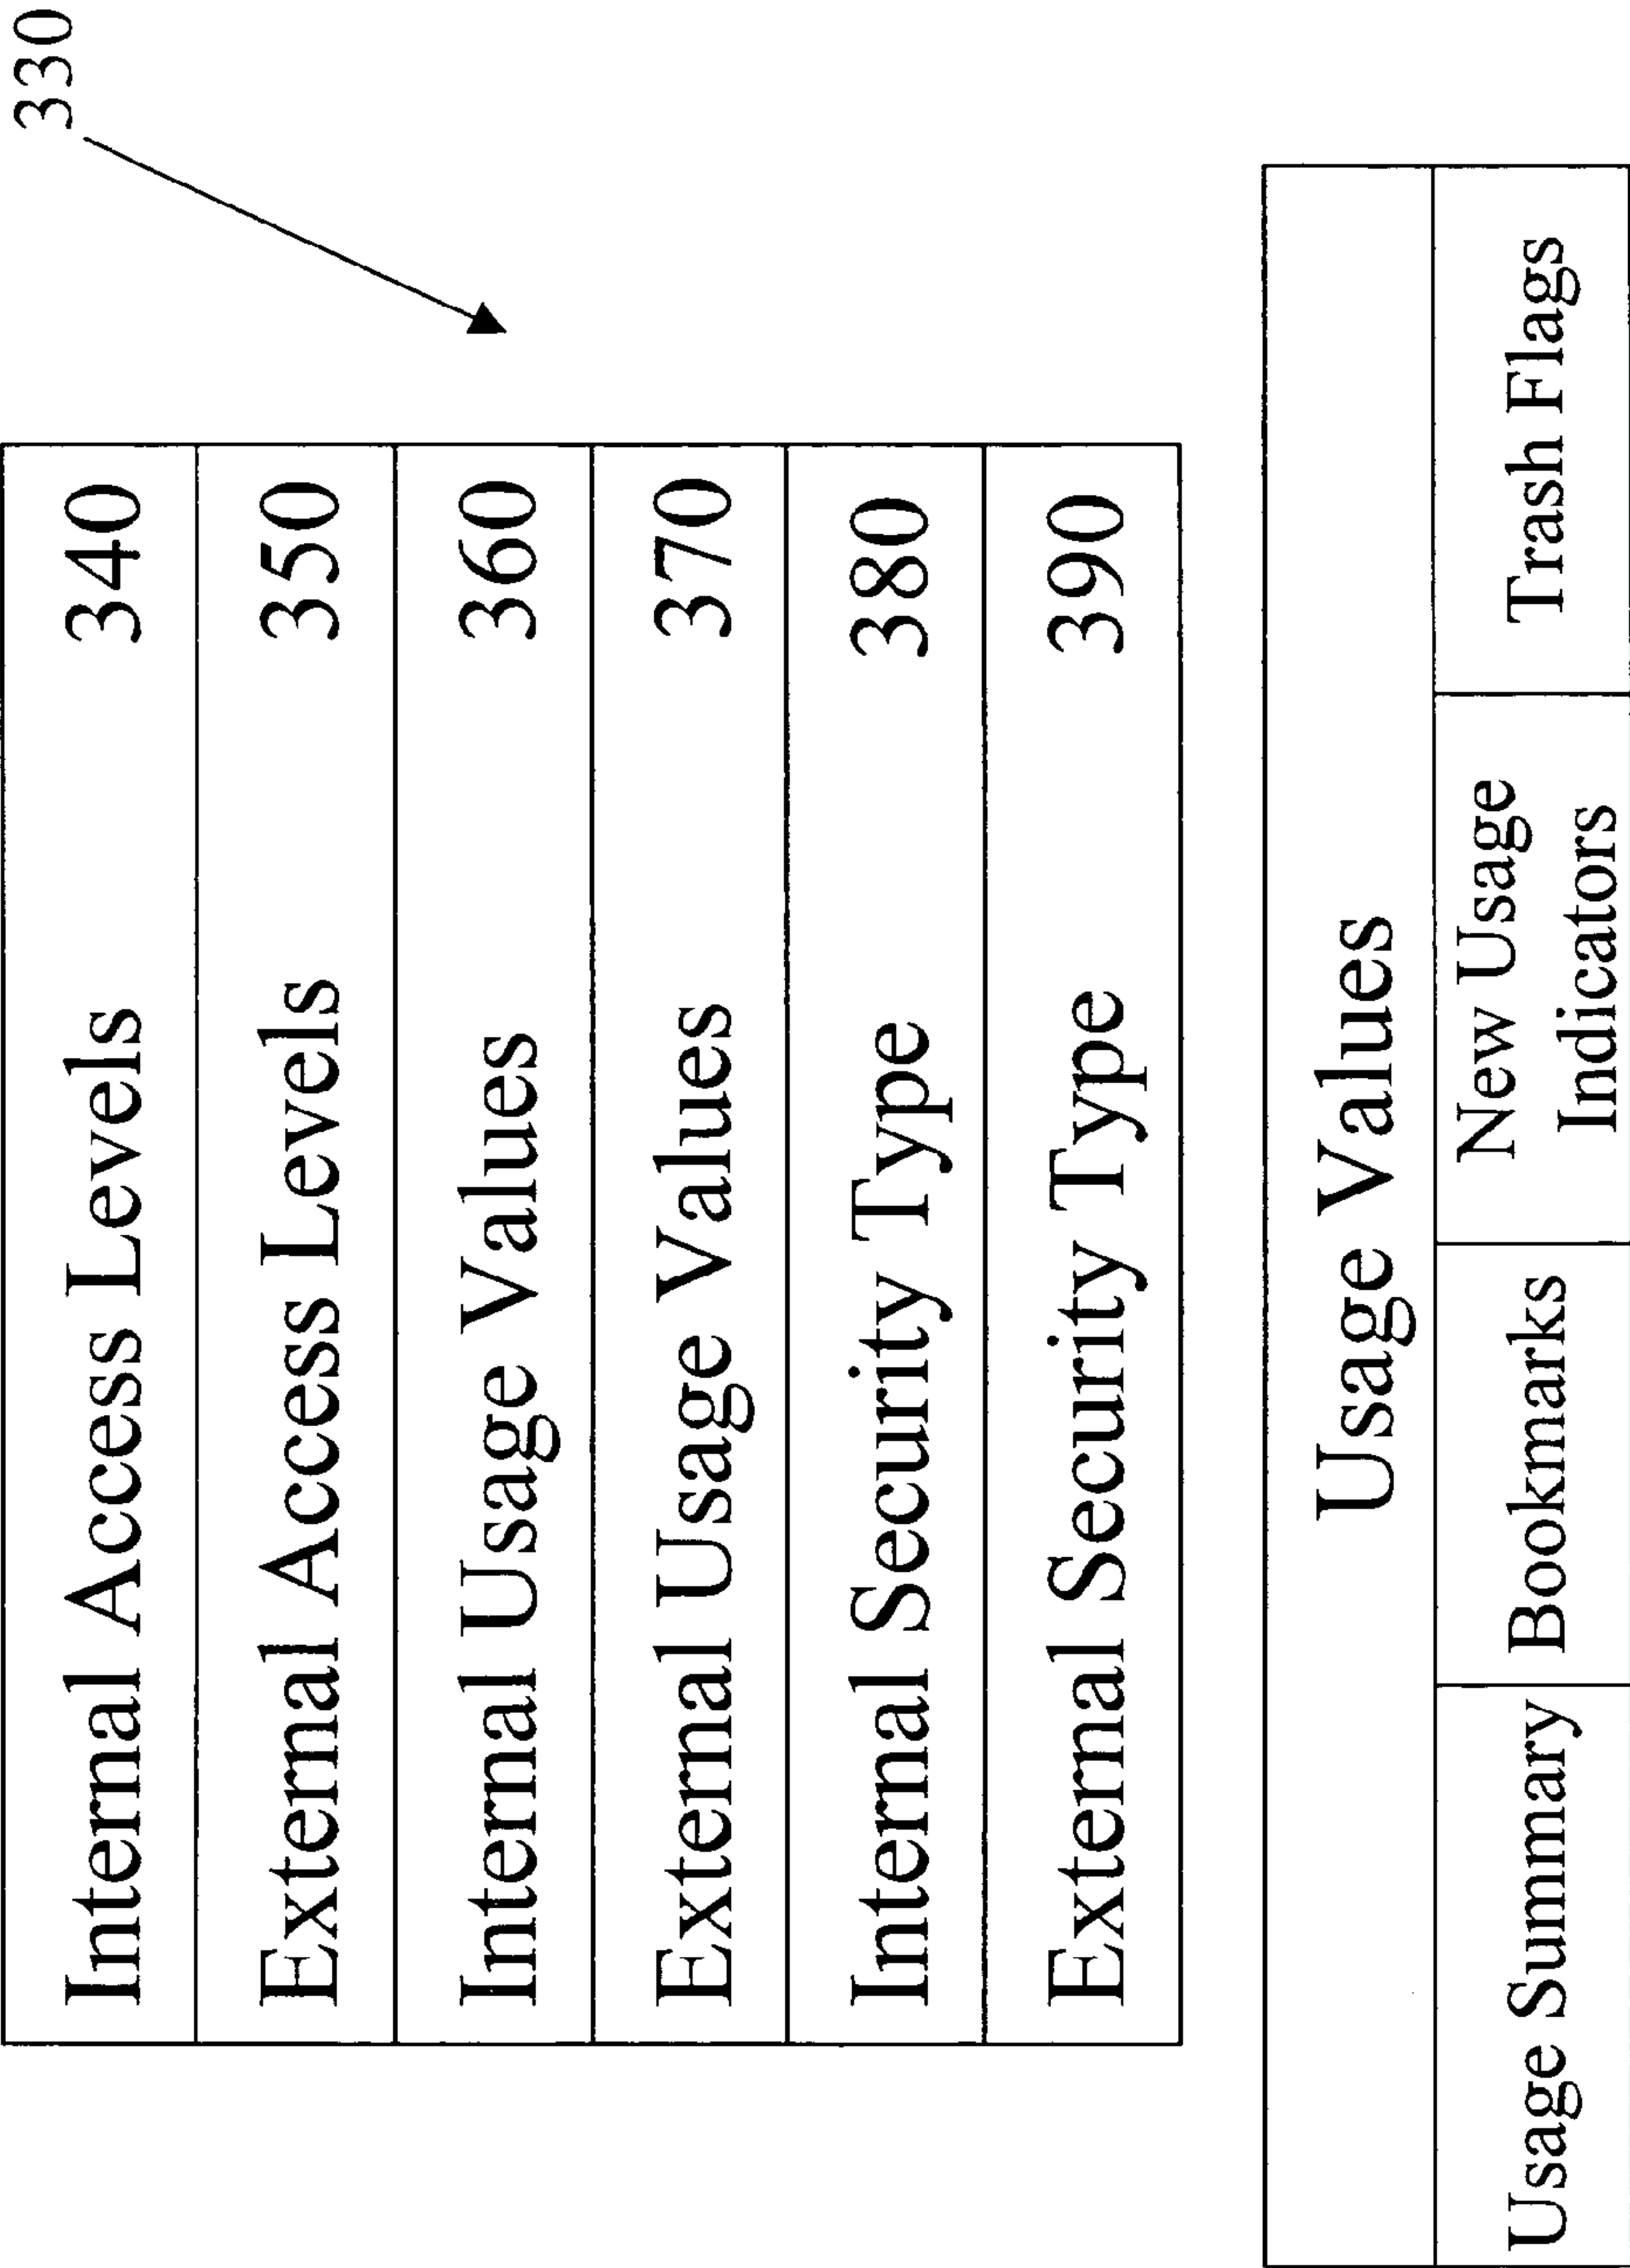 330
Internal Access Levels 340
External Access Levels 350
Internal Usage Values 360
External Usage Values 370
Internal Security Type 380
External Security Type 390
Usage Values
Usage Summary
Bookmarks
New Usage
Indicators
Trash Flags